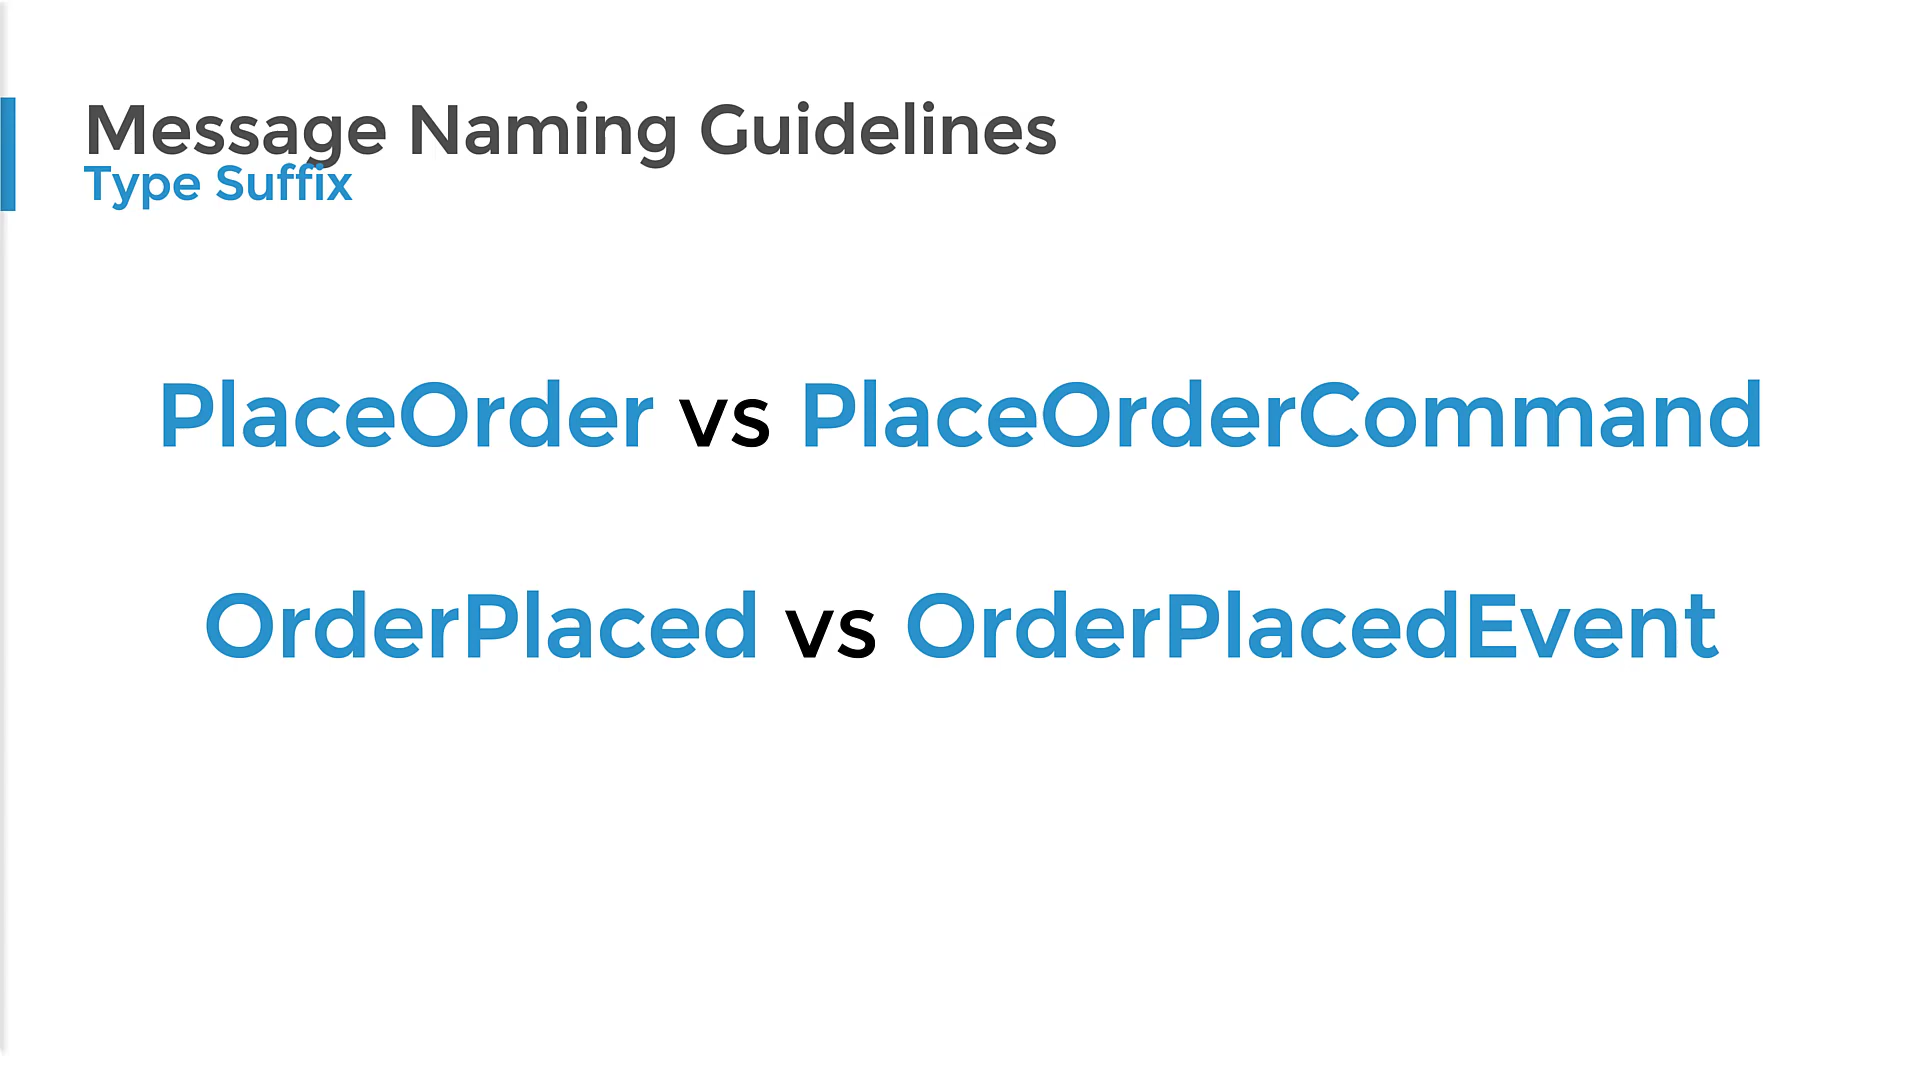 Message Naming Guidelines
Type Suffix
PlaceOrder vs PlaceOrderCommand
OrderPlaced vs OrderPlacedEvent